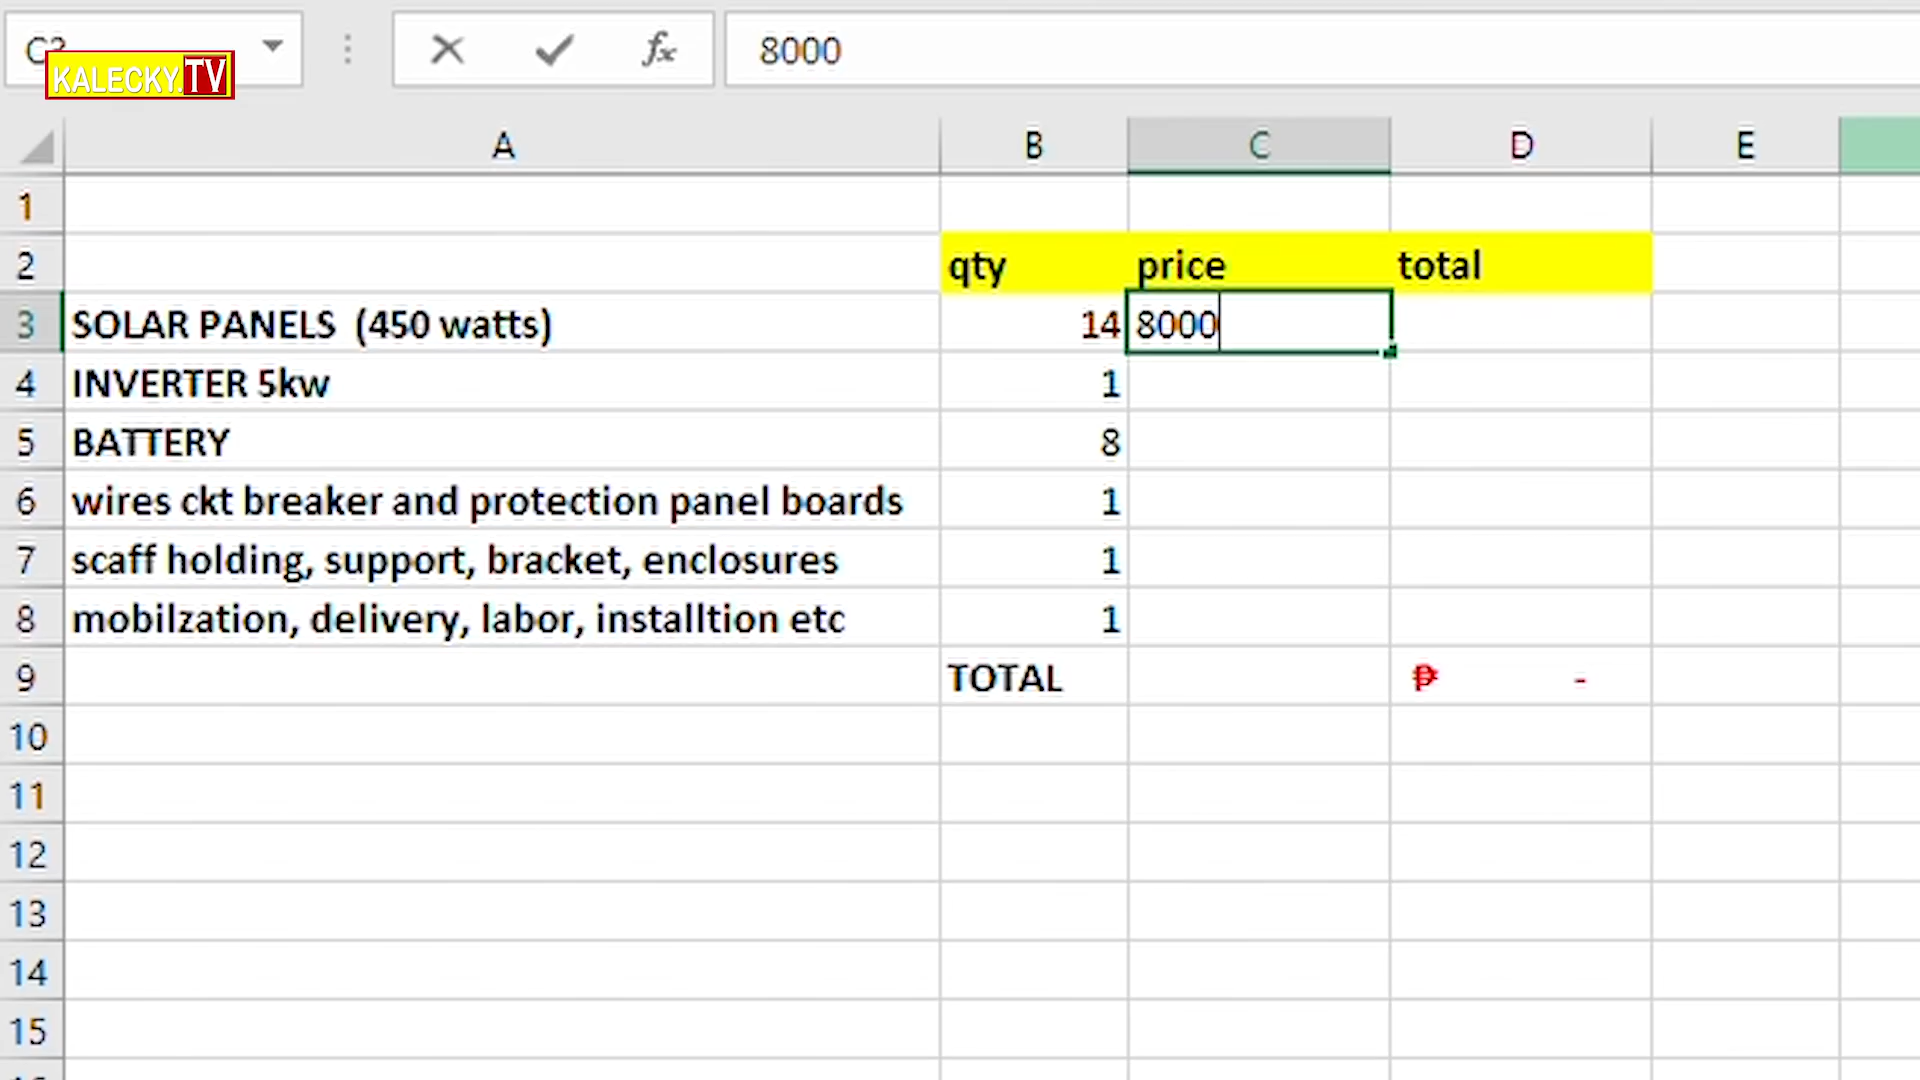 C3
KALECKY.TV
fx
8000
A B C D E
1
2 qty price total
3 SOLAR PANELS (450 watts) 14 8000
4 INVERTER 5kw 1
5 BATTERY 8
6 wires ckt breaker and protection panel boards 1
7 scaff holding, support, bracket, enclosures 1
8 mobilzation, delivery, labor, installtion etc 1
9 TOTAL ₱ -
10
11
12
13
14
15